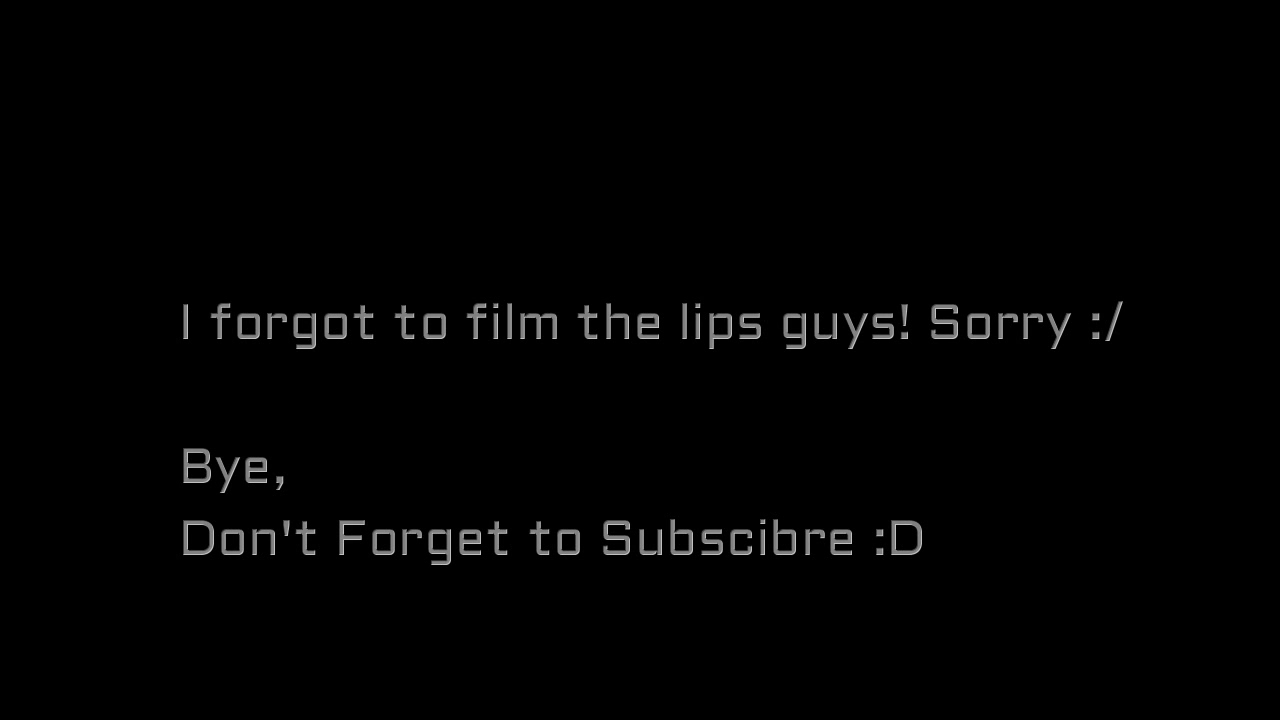 I forgot to film the lips guys! Sorry :/
Bye,
Don't Forget to Subscibre :D